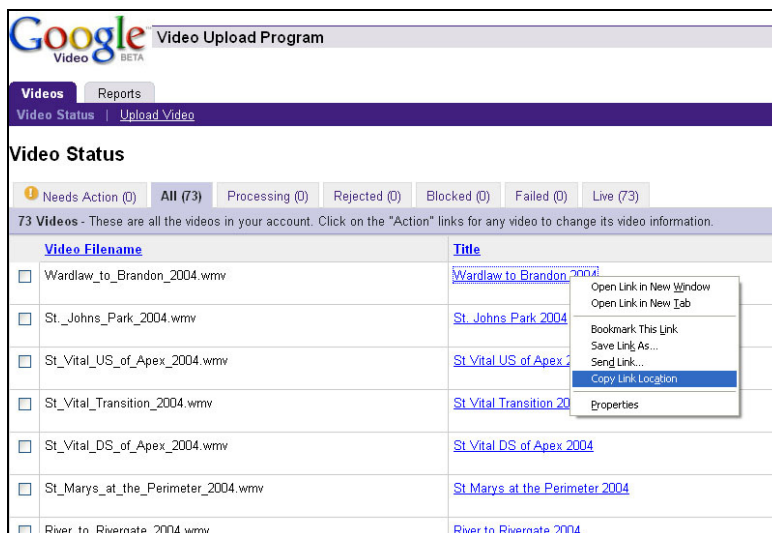 Google Video Upload Program
Video BETA
Videos Reports
Video Status | Upload Video
Video Status
! Needs Action (0) All (73) Processing (0) Rejected (0) Blocked (0) Failed (0) Live (73)
73 Videos - These are all the videos in your account. Click on the "Action" links for any video to change its video information.
Video Filename Title
Wardlaw_to_Brandon_2004.wmv Wardlaw to Brandon 2004
St._Johns_Park_2004.wmv St. Johns Park 2004
St_Vital_US_of_Apex_2004.wmv St Vital US of Apex 2
St_Vital_Transition_2004.wmv St Vital Transition 20
St_Vital_DS_of_Apex_2004.wmv St Vital DS of Apex 2004
St_Marys_at_the_Perimeter_2004.wmv St Marys at the Perimeter 2004
River_to_Rivergate_2004.wmv River to Rivergate 2004
Open Link in New Window
Open Link in New Tab
Bookmark This Link
Save Link As...
Send Link...
Copy Link Location
Properties